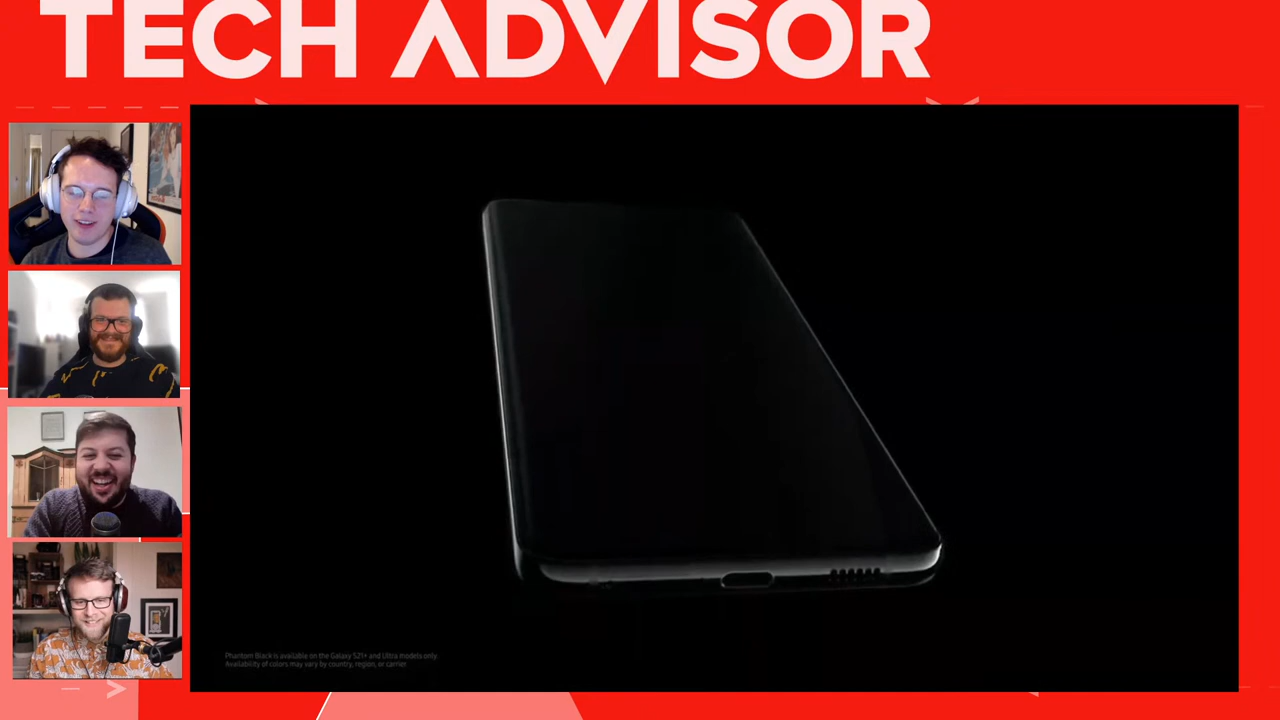 TECH ADVISOR
Phantom Black is available on the Galaxy S21+ and Ultra models only.
Availability of colors may vary by country, region, or carrier